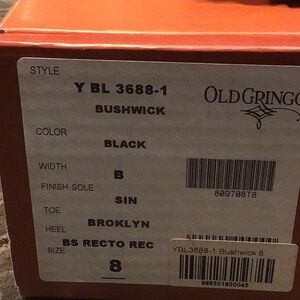 STYLE
Y BL 3688-1
BUSHWICK
OLD GRINGO
COLOR
BLACK
WIDTH
B
809708T8
FINISH SOLE
SIN
TOE
BROKLYN
HEEL
BS RECTO REC
SIZE
8
YBL3688-1 Bushwick 8